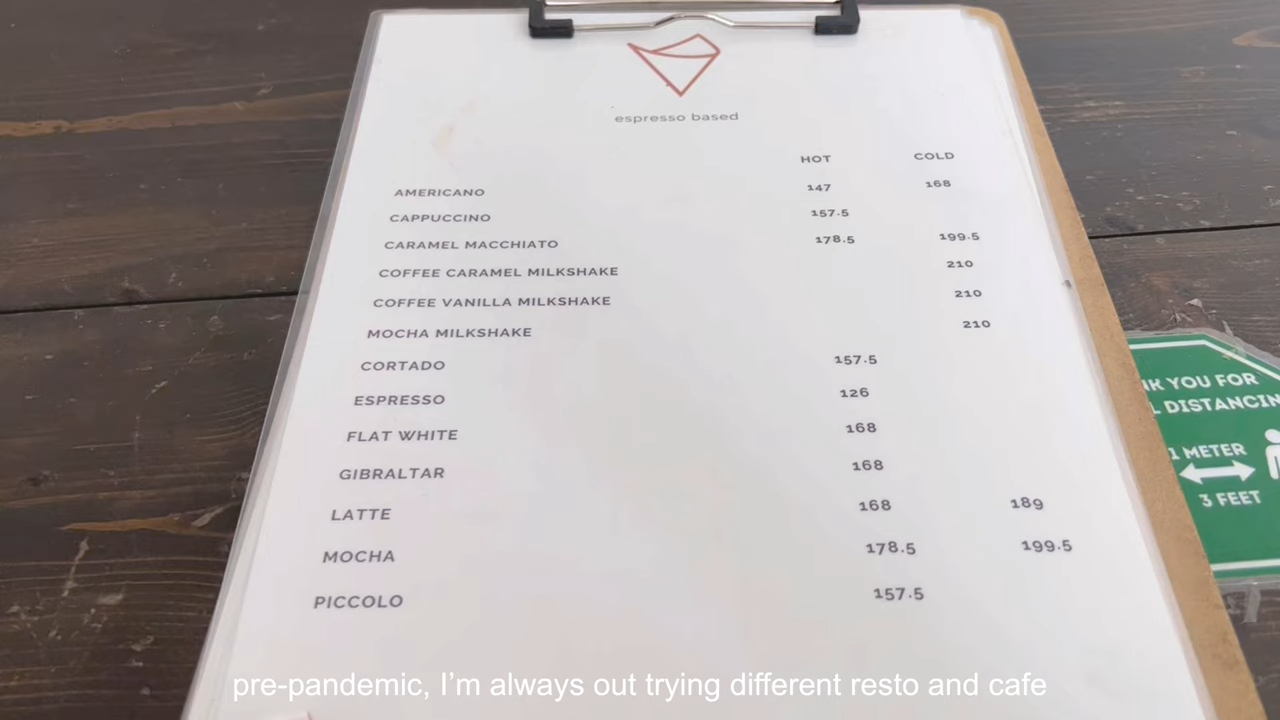 espresso based
HOT COLD
AMERICANO 147 168
CAPPUCCINO 157.5
CARAMEL MACCHIATO 178.5 199.5
COFFEE CARAMEL MILKSHAKE 210
COFFEE VANILLA MILKSHAKE 210
MOCHA MILKSHAKE 210
CORTADO 157.5
ESPRESSO 126
FLAT WHITE 168
GIBRALTAR 168
LATTE 168 189
MOCHA 178.5 199.5
PICCOLO 157.5
YOU FOR
1 METER
3 FEET
pre-pandemic, I'm always out trying different resto and cafe